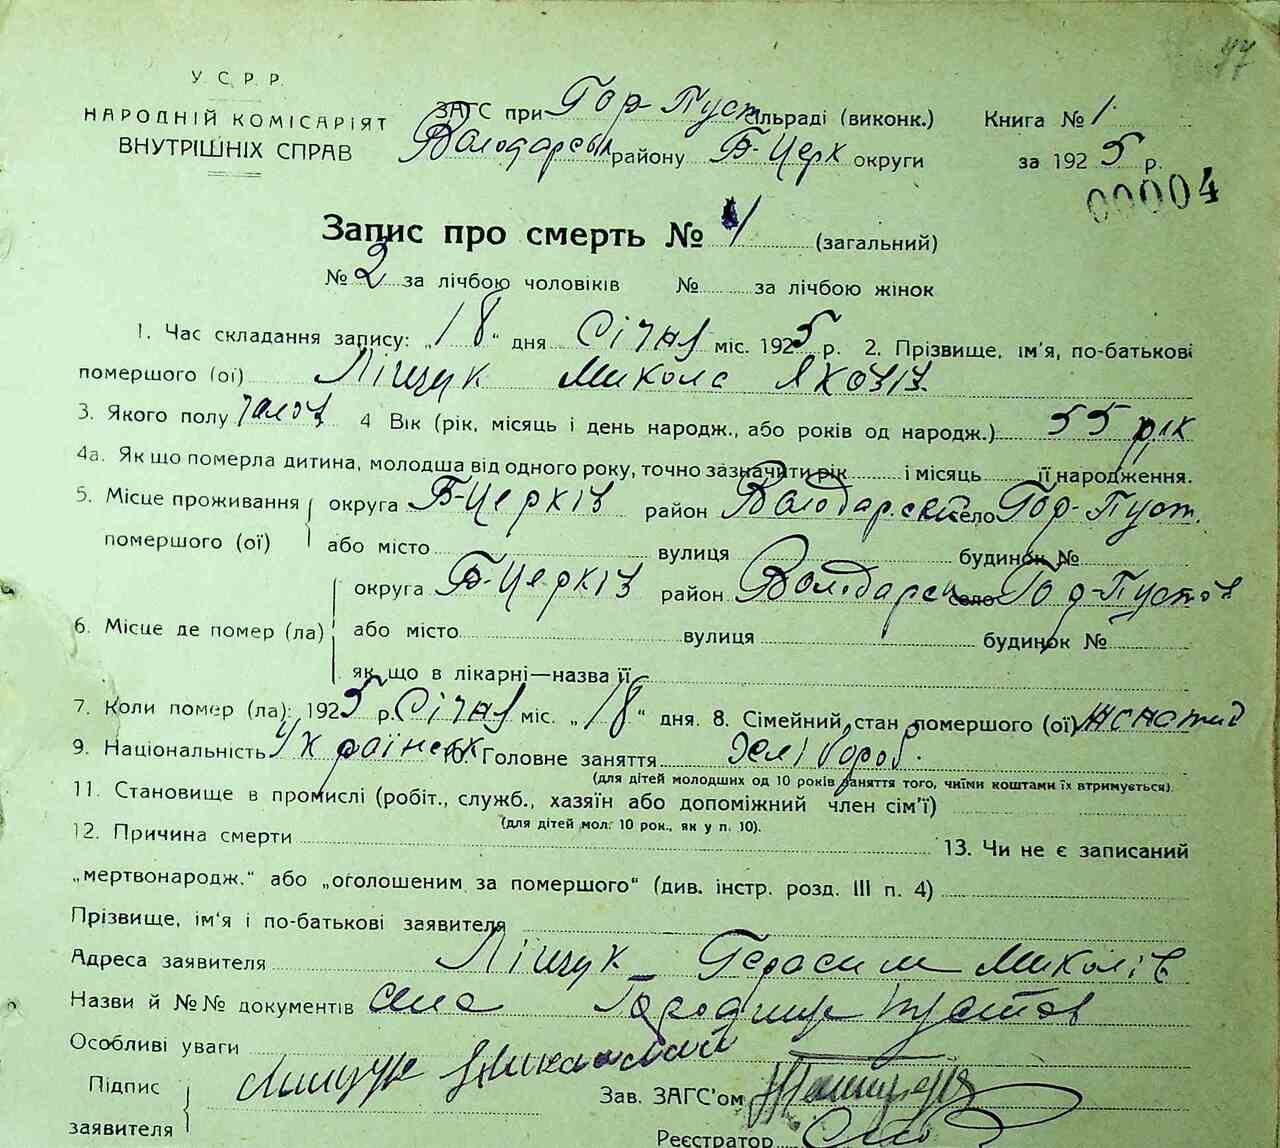 47
У. С. Р. Р.
НАРОДНІЙ КОМІСАРІЯТ
ВНУТРІШНІХ СПРАВ
ЗАГС при Гор-Пуст сільраді (виконк.)
Володарськ району Б-Церк округи
Книга № 1
за 1925 р.
00004
Запис про смерть № 1 (загальний)
№ 2 за лічбою чоловіків № за лічбою жінок
1. Час складання запису: „18“ дня Січня міс. 1925 р. 2. Прізвище, ім'я, по-батькові
помершого (ої) Ліщук Микола Яковів
3. Якого полу чолов 4 Вік (рік, місяць і день народж., або років од народж.) 55 рік
4а. Як що померла дитина, молодша від одного року, точно зазначити рік і місяць її народження.
5. Місце проживання округа Б-Церків район Володарськ село Гор-Пуст.
помершого (ої) або місто вулиця будинок №
округа Б-Церків район Володарськ село Гор-Пустов
6. Місце де помер (ла) або місто вулиця будинок №
як що в лікарні—назва її
7. Коли помер (ла): 1925 р. Січня міс. „18“ дня. 8. Сімейний стан помершого (ої) жонатий
9. Національність Українськ 10. Головне заняття Хлібороб.
(для дітей молодших од 10 років заняття того, чиїми коштами їх втримується).
11. Становище в промислі (робіт., служб., хазяїн або допоміжний член сім'ї)
(для дітей мол. 10 рок., як у п. 10).
12. Причина смерти 13. Чи не є записаний
„мертвонародж.“ або „оголошеним за помершого“ (див. інстр. розд. III п. 4)
Прізвище, ім'я і по-батькові заявителя
Адреса заявителя Ліщук Герасим Миколів
Назви й №№ документів село Городище Пустов
Особливі уваги
Підпис
заявителя Лищук
Зав. ЗАГС'ом
Реєстратор